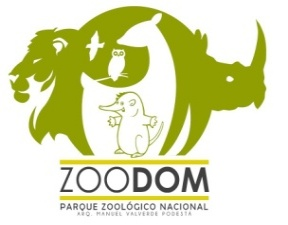 ZOODOM
PARQUE ZOOLÓGICO NACIONAL
ARQ. MANUEL VALVERDE PODESTÁ